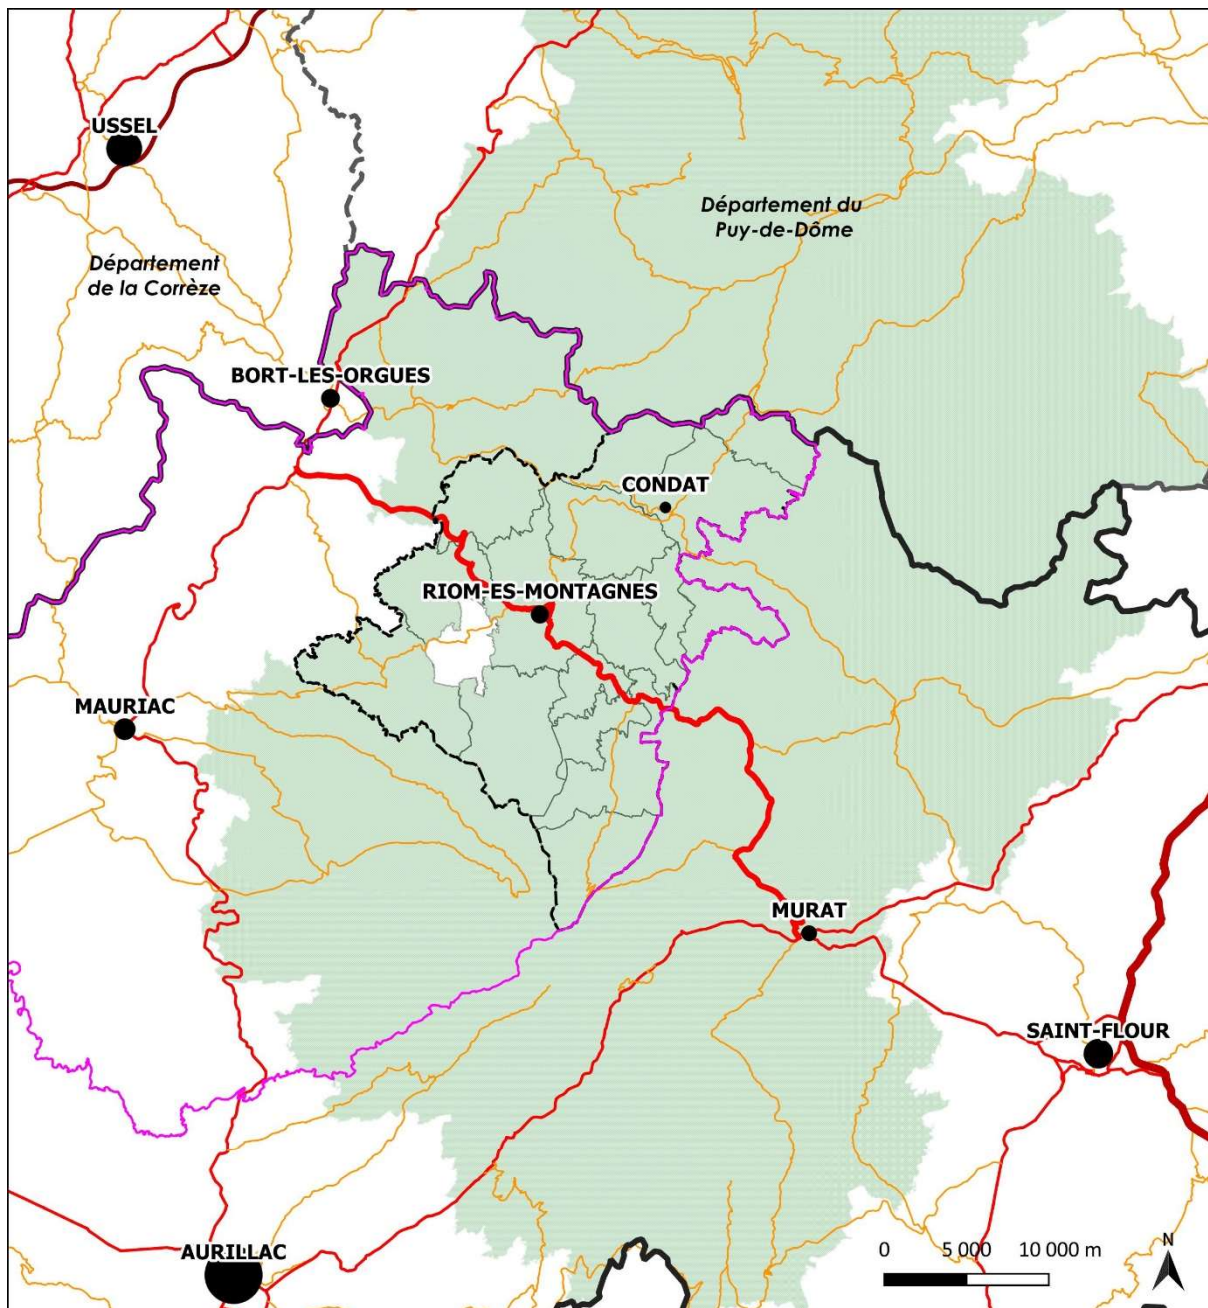 USSEL
Département du
Puy-de-Dôme
Département
de la Corrèze
BORT-LES-ORGUES
CONDAT
RIOM-ES-MONTAGNES
MAURIAC
MURAT
SAINT-FLOUR
AURILLAC
0 5 000 10 000 m
N